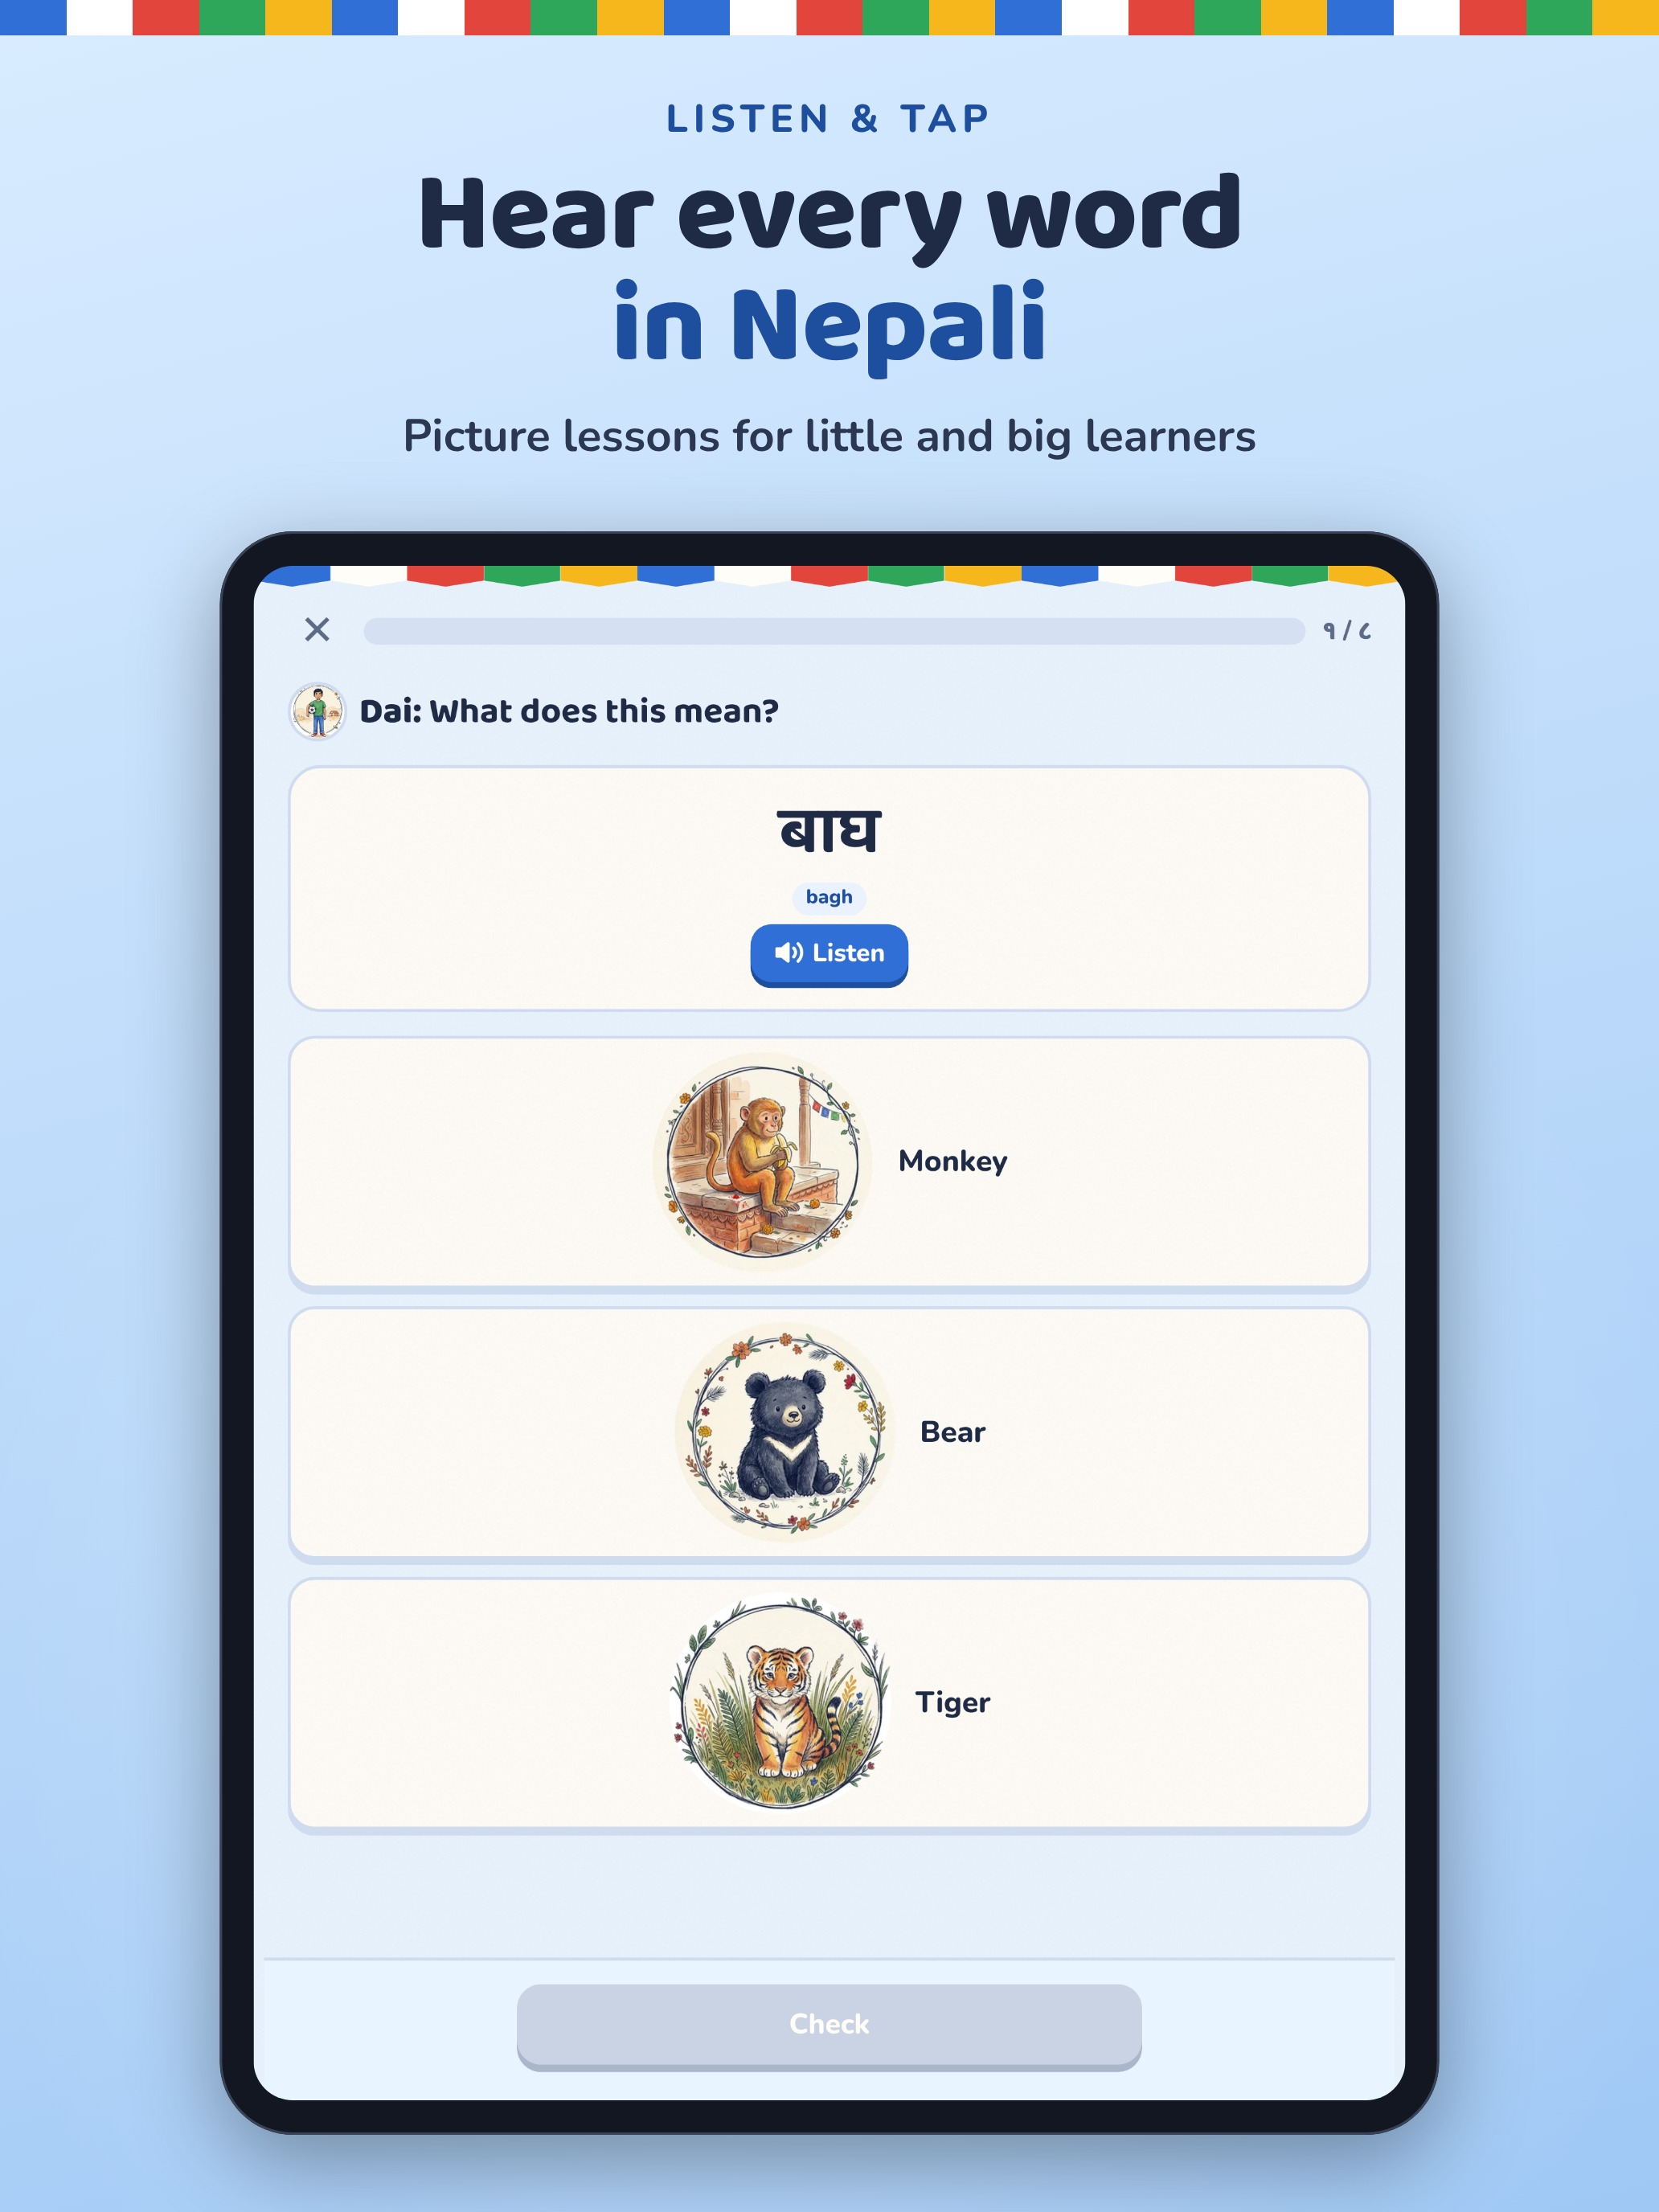 LISTEN & TAP
Hear every word
in Nepali
Picture lessons for little and big learners
१ / ८
Dai: What does this mean?
बाघ
bagh
Listen
Monkey
Bear
Tiger
Check